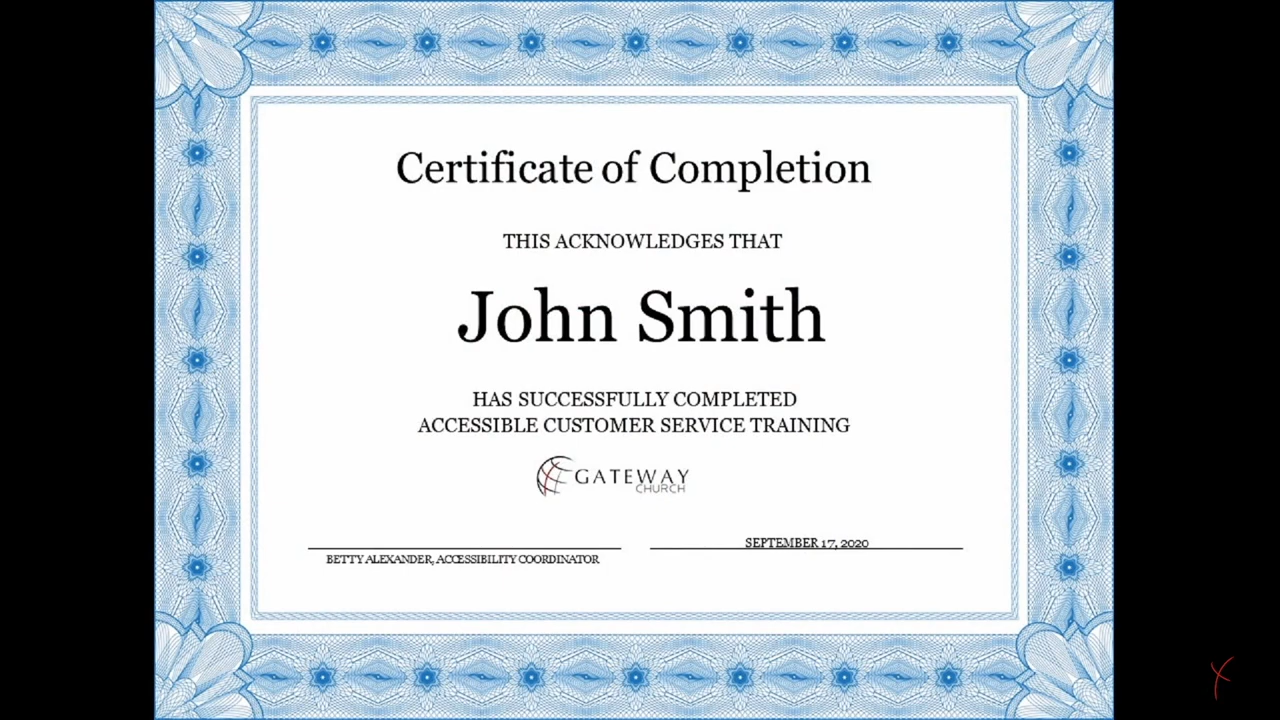 Certificate of Completion
THIS ACKNOWLEDGES THAT
John Smith
HAS SUCCESSFULLY COMPLETED
ACCESSIBLE CUSTOMER SERVICE TRAINING
GATEWAY
CHURCH
SEPTEMBER 17, 2020
BETTY ALEXANDER, ACCESSIBILITY COORDINATOR